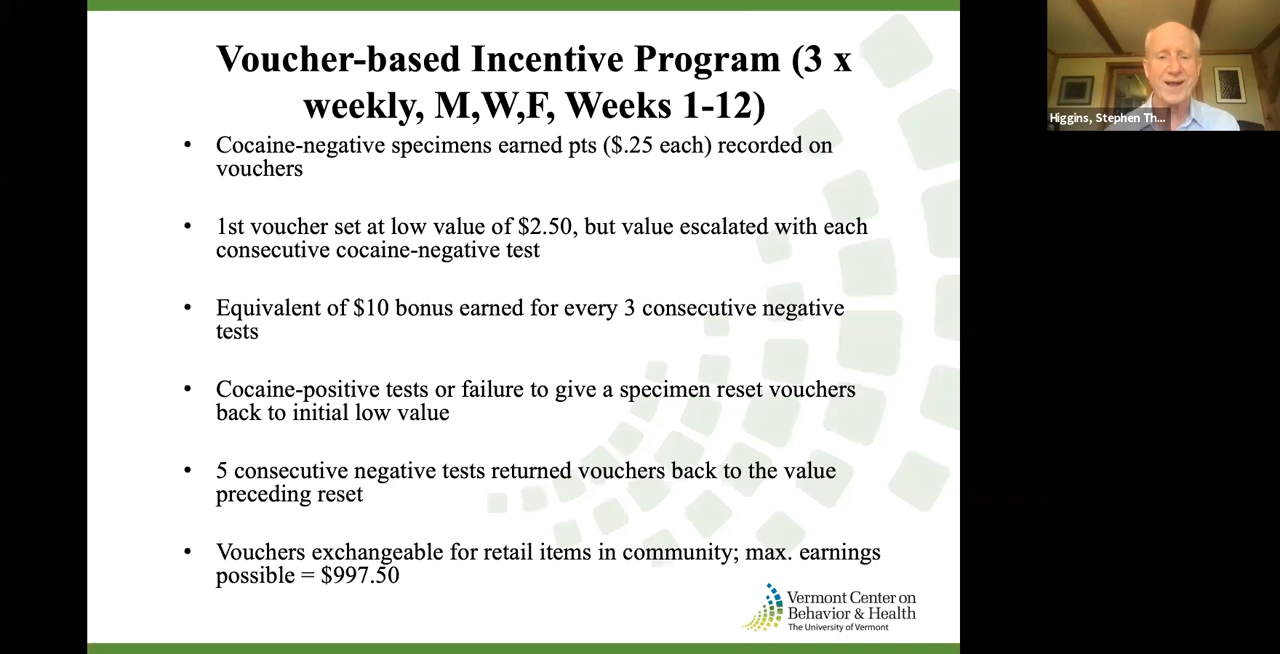 Voucher-based Incentive Program (3 x
weekly, M,W,F, Weeks 1-12)
• Cocaine-negative specimens earned pts ($.25 each) recorded on
vouchers
• 1st voucher set at low value of $2.50, but value escalated with each
consecutive cocaine-negative test
• Equivalent of $10 bonus earned for every 3 consecutive negative
tests
• Cocaine-positive tests or failure to give a specimen reset vouchers
back to initial low value
• 5 consecutive negative tests returned vouchers back to the value
preceding reset
• Vouchers exchangeable for retail items in community; max. earnings
possible = $997.50
Vermont Center on
Behavior & Health
The University of Vermont
Higgins, Stephen Th...